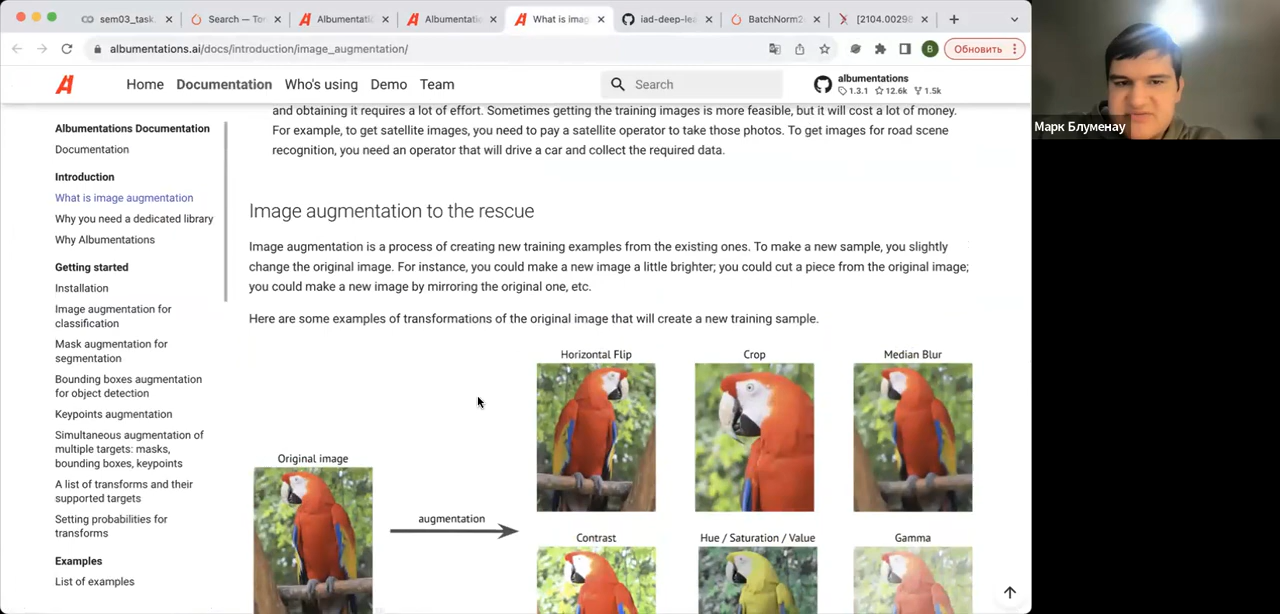 sem03_task.
Search — To
Albumentati
Albumentati
What is imag
iad-deep-le
BatchNorm2
[2104.00298
albumentations.ai/docs/introduction/image_augmentation/
B
Обновить
Home
Documentation
Who's using
Demo
Team
Search
albumentations
1.3.1 12.6k 1.5k
Марк Блуменау
Albumentations Documentation
Documentation
Introduction
What is image augmentation
Why you need a dedicated library
Why Albumentations
Getting started
Installation
Image augmentation for
classification
Mask augmentation for
segmentation
Bounding boxes augmentation
for object detection
Keypoints augmentation
Simultaneous augmentation of
multiple targets: masks,
bounding boxes, keypoints
A list of transforms and their
supported targets
Setting probabilities for
transforms
Examples
List of examples
and obtaining it requires a lot of effort. Sometimes getting the training images is more feasible, but it will cost a lot of money.
For example, to get satellite images, you need to pay a satellite operator to take those photos. To get images for road scene
recognition, you need an operator that will drive a car and collect the required data.
Image augmentation to the rescue
Image augmentation is a process of creating new training examples from the existing ones. To make a new sample, you slightly
change the original image. For instance, you could make a new image a little brighter; you could cut a piece from the original image;
you could make a new image by mirroring the original one, etc.
Here are some examples of transformations of the original image that will create a new training sample.
Horizontal Flip
Crop
Median Blur
Original image
augmentation
Contrast
Hue / Saturation / Value
Gamma